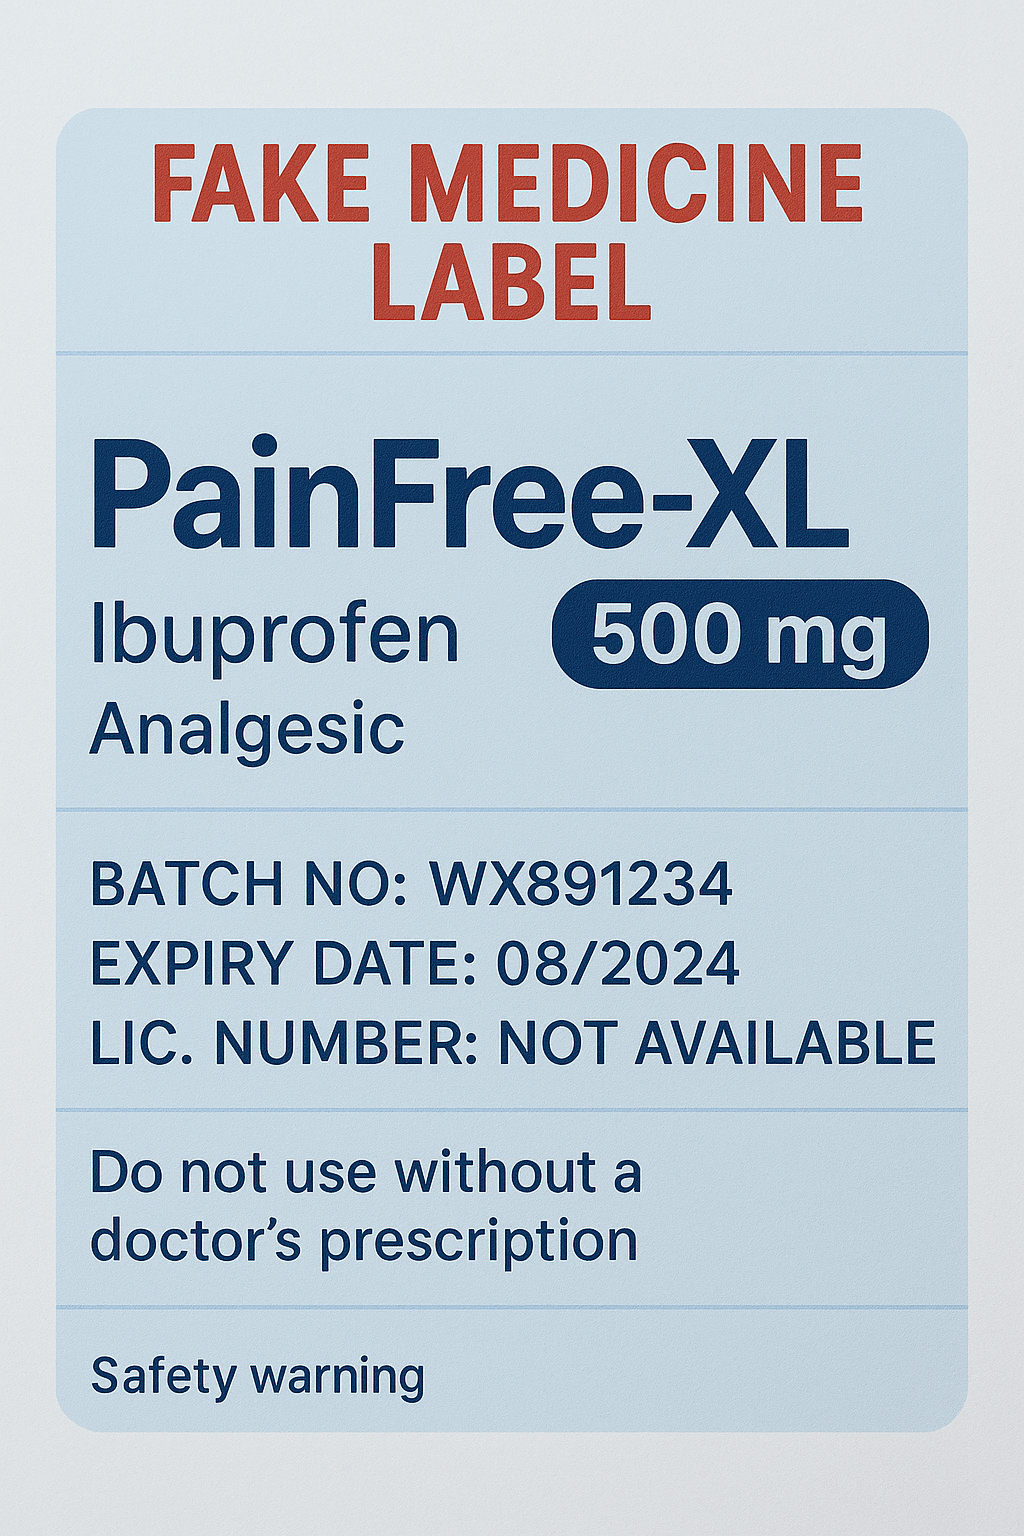 FAKE MEDICINE
LABEL
PainFree-XL
Ibuprofen
500 mg
Analgesic
BATCH NO: WX891234
EXPIRY DATE: 08/2024
LIC. NUMBER: NOT AVAILABLE
Do not use without a
doctor’s prescription
Safety warning